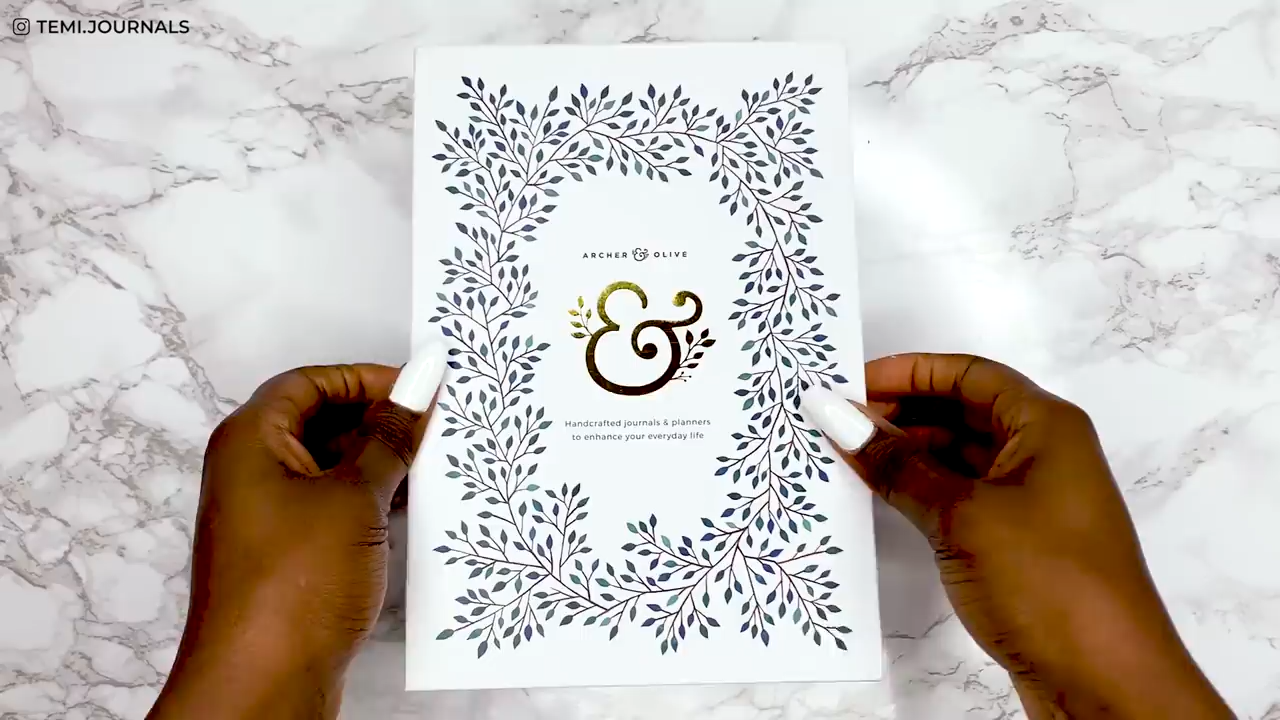 TEMI.JOURNALS
ARCHER & OLIVE
&
Handcrafted journals & planners
to enhance your everyday life